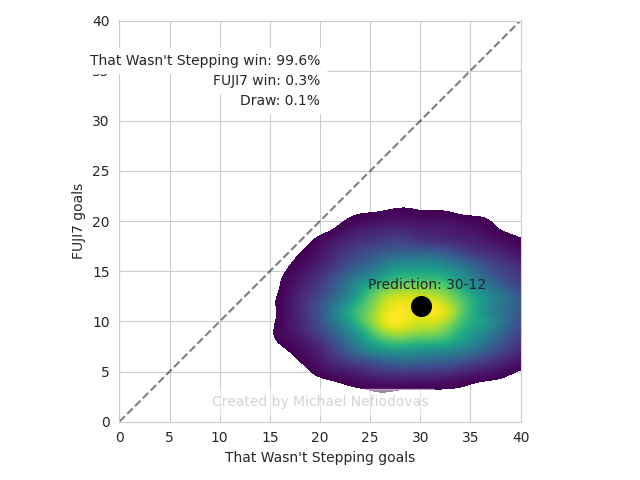 40
That Wasn't Stepping win: 99.6%
35
FUJI7 win: 0.3%
Draw: 0.1%
30
25
20
15
10
5
0
FUJI7 goals
Prediction: 30-12
Created by Michael Nefiodovas
0 5 10 15 20 25 30 35 40
That Wasn't Stepping goals